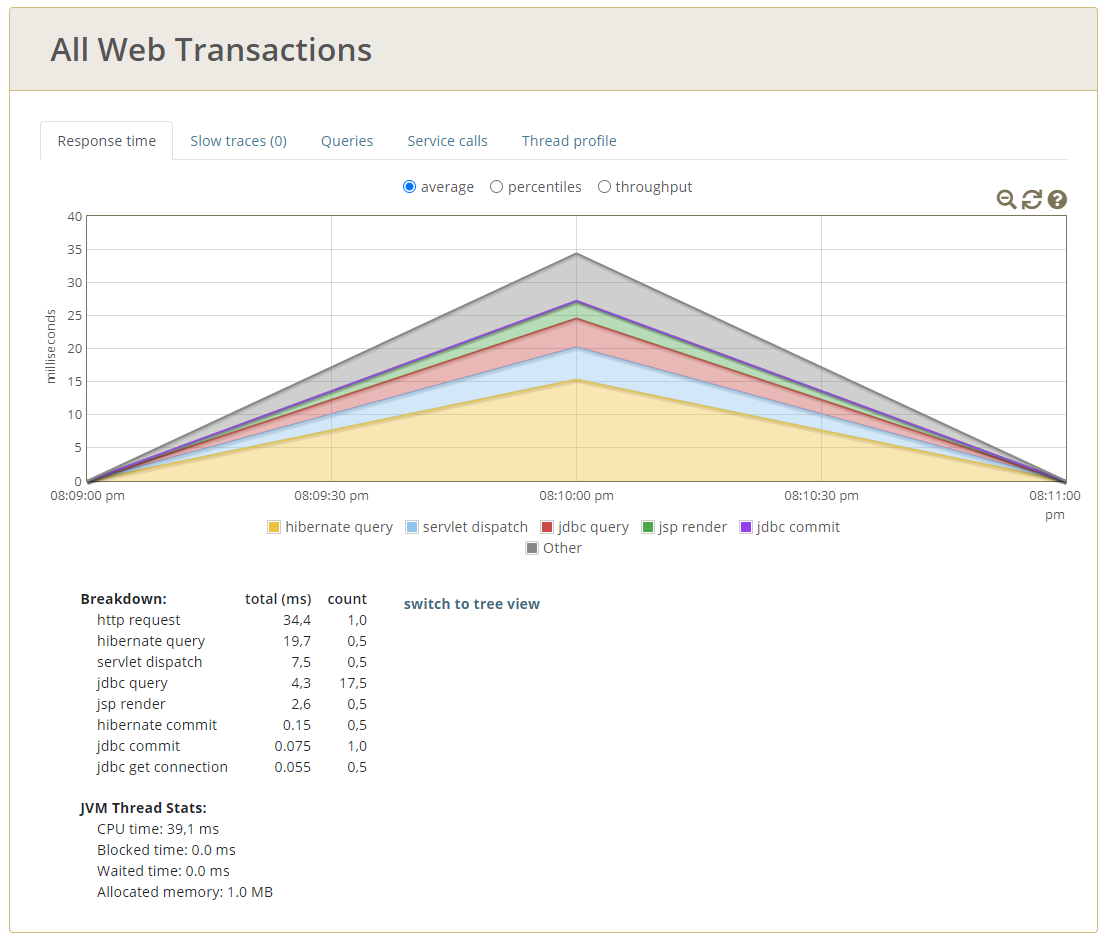 All Web Transactions
Response time Slow traces (0) Queries Service calls Thread profile
average percentiles throughput
40
35
30
25
20
15
10
5
0
milliseconds
08:09:00 pm 08:09:30 pm 08:10:00 pm 08:10:30 pm 08:11:00
pm
hibernate query servlet dispatch jdbc query jsp render jdbc commit
Other
Breakdown: total (ms) count switch to tree view
http request 34,4 1,0
hibernate query 19,7 0,5
servlet dispatch 7,5 0,5
jdbc query 4,3 17,5
jsp render 2,6 0,5
hibernate commit 0.15 0,5
jdbc commit 0.075 1,0
jdbc get connection 0.055 0,5
JVM Thread Stats:
CPU time: 39,1 ms
Blocked time: 0.0 ms
Waited time: 0.0 ms
Allocated memory: 1.0 MB